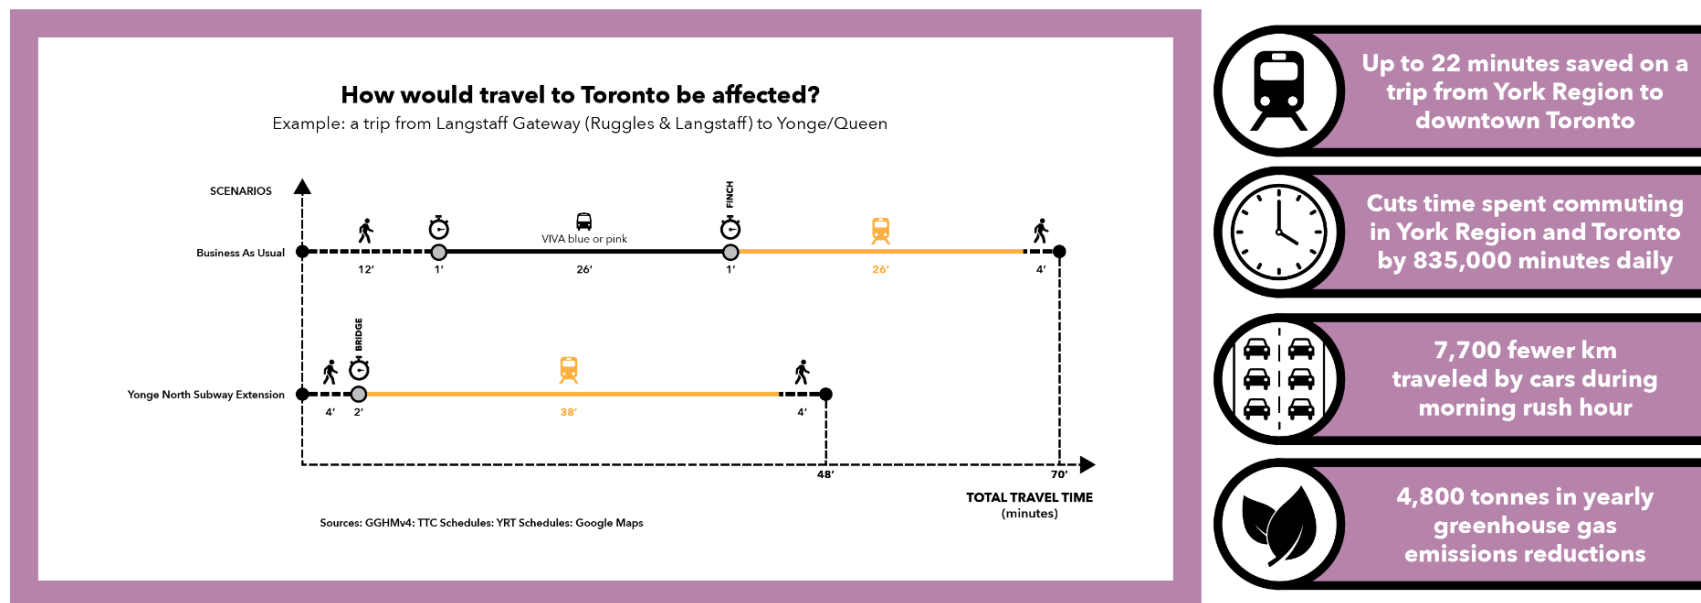 How would travel to Toronto be affected?
Example: a trip from Langstaff Gateway (Ruggles & Langstaff) to Yonge/Queen
SCENARIOS
FINCH
VIVA blue or pink
Business As Usual
12′ 1′ 26′ 1′ 26′ 4′
BRIDGE
Yonge North Subway Extension
4′ 2′ 38′ 4′
48′ 70′
TOTAL TRAVEL TIME
(minutes)
Sources: GGHMv4: TTC Schedules: YRT Schedules: Google Maps
Up to 22 minutes saved on a
trip from York Region to
downtown Toronto
Cuts time spent commuting
in York Region and Toronto
by 835,000 minutes daily
7,700 fewer km
traveled by cars during
morning rush hour
4,800 tonnes in yearly
greenhouse gas
emissions reductions